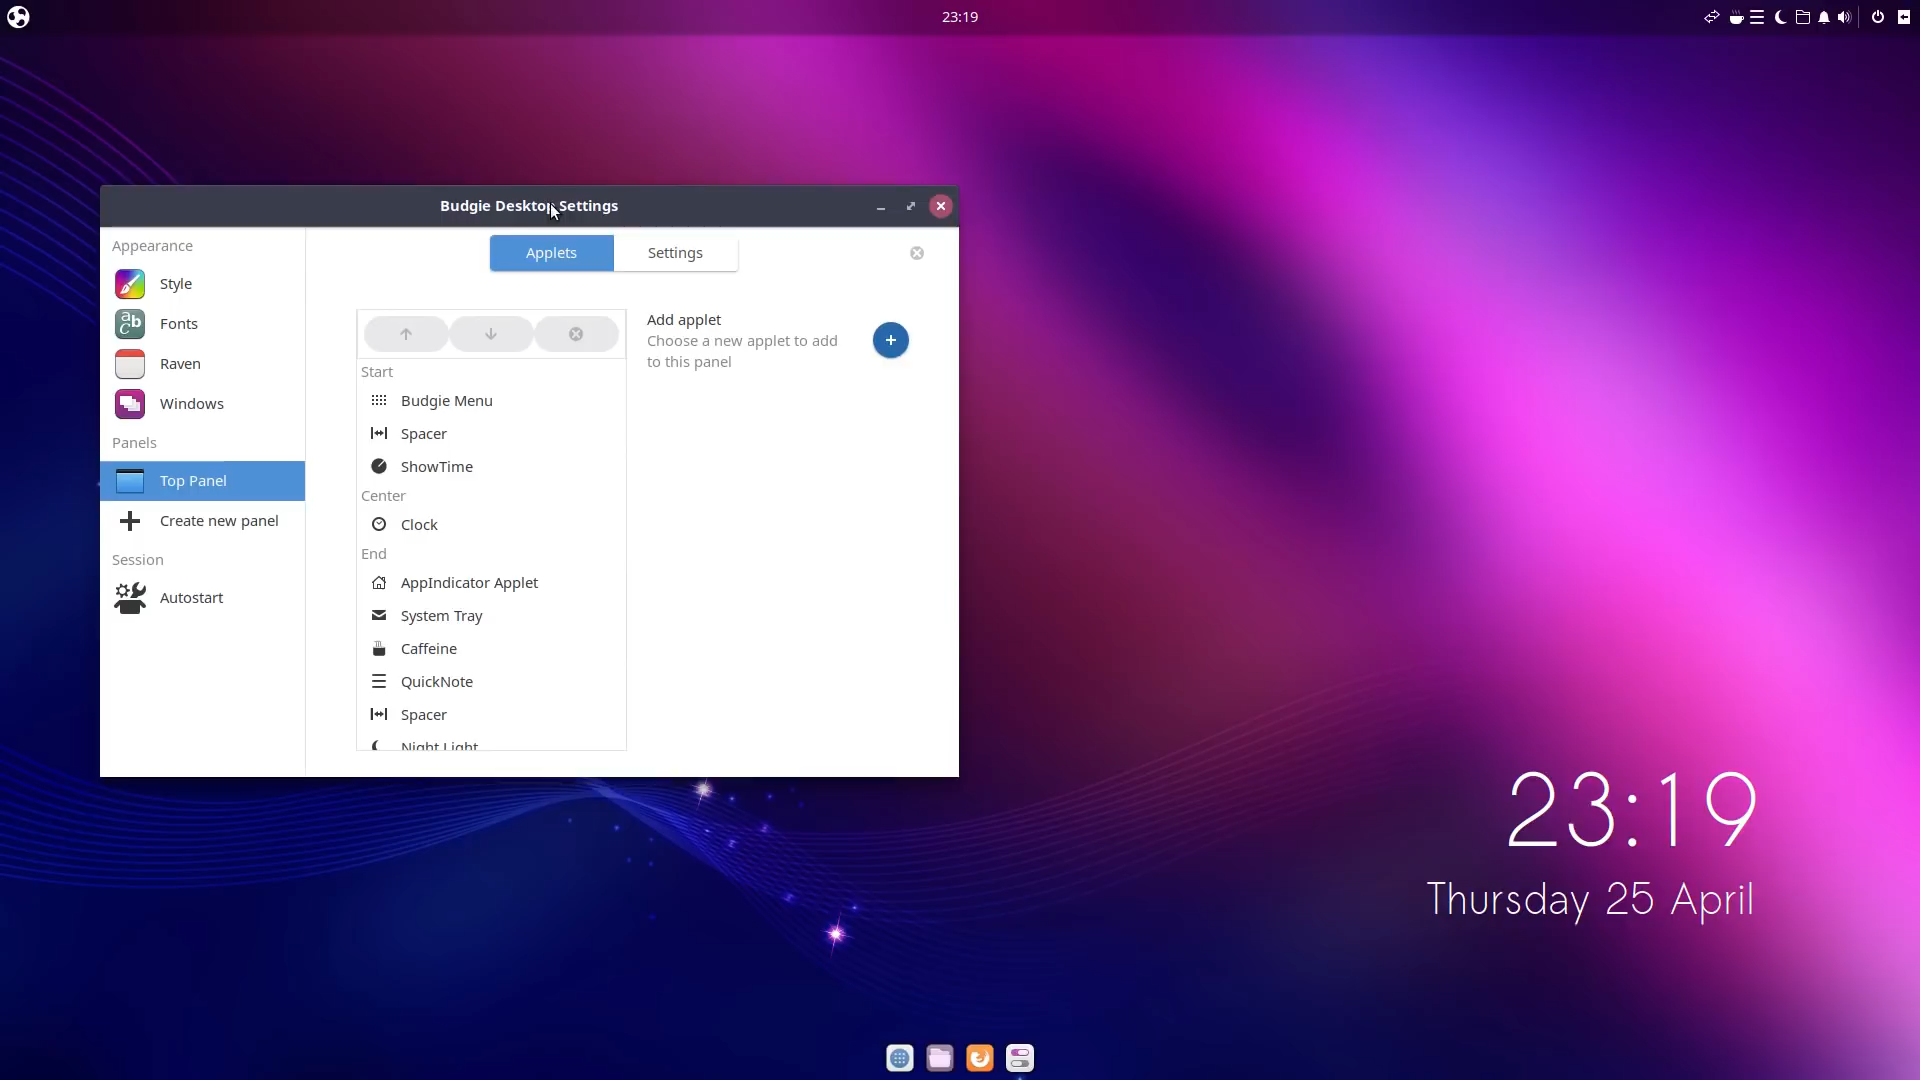 23:19
Budgie Desktop Settings
Appearance
Style
Fonts
Raven
Windows
Panels
Top Panel
Create new panel
Session
Autostart
Applets
Settings
Start
Budgie Menu
Spacer
ShowTime
Center
Clock
End
AppIndicator Applet
System Tray
Caffeine
QuickNote
Spacer
Night Light
Add applet
Choose a new applet to add
to this panel
23:19
Thursday 25 April